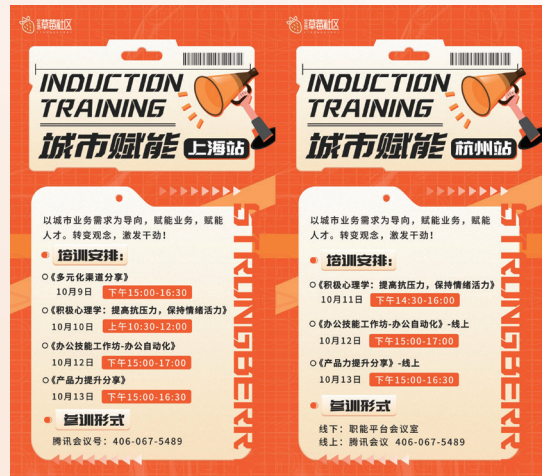 草莓社区
INDUCTION
TRAINING
城市赋能 上海站
以城市业务需求为导向，赋能业务，赋能
人才。转变观念，激发干劲！
培训安排：
《多元化渠道分享》
10月9日 下午15:00-16:30
《积极心理学：提高抗压力，保持情绪活力》
10月10日 上午10:30-12:00
《办公技能工作坊-办公自动化》
10月12日 下午15:00-17:00
《产品力提升分享》
10月13日 下午15:00-16:30
参训形式
腾讯会议号：406-067-5489
STRUNGBERR
草莓社区
INDUCTION
TRAINING
城市赋能 杭州站
以城市业务需求为导向，赋能业务，赋能
人才。转变观念，激发干劲！
培训安排：
《积极心理学：提高抗压力，保持情绪活力》
10月11日 下午14:30-16:00
《办公技能工作坊-办公自动化》-线上
10月12日 下午15:00-17:00
《产品力提升分享》-线上
10月13日 下午15:00-16:30
参训形式
线下：职能平台会议室
线上：腾讯会议 406-067-5489
STRUNGBERR